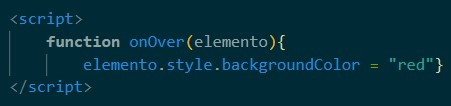 <script>
function onOver(elemento){
elemento.style.backgroundColor = "red"}
</script>